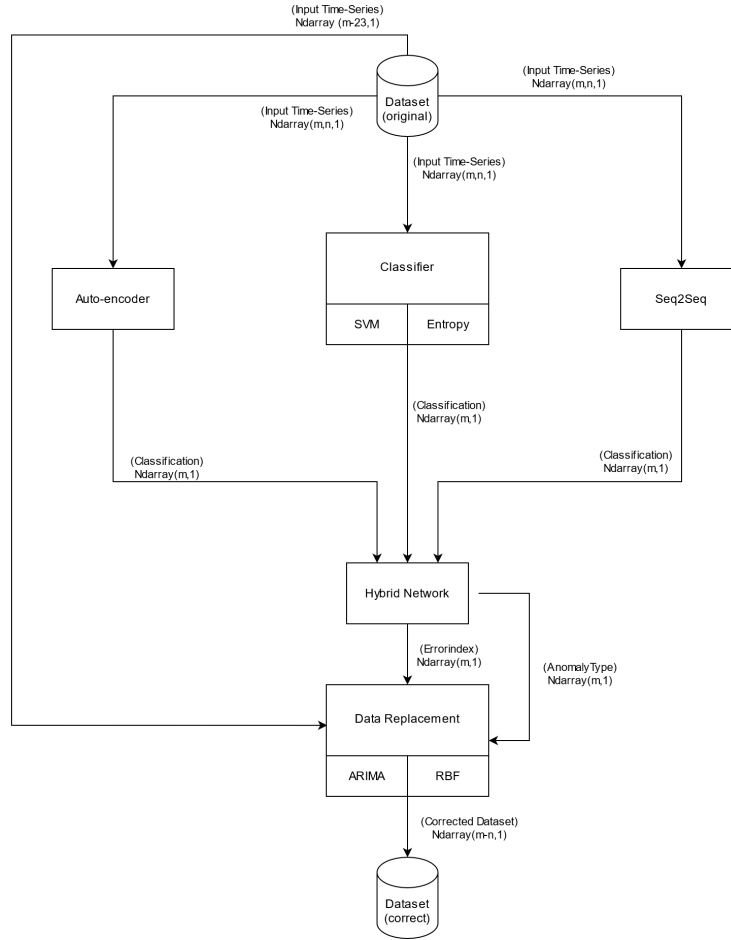 (Input Time-Series)
Ndarray (m-23,1)
(Input Time-Series)
Ndarray(m,n,1)
Dataset
(original)
(Input Time-Series)
Ndarray(m,n,1)
(Input Time-Series)
Ndarray(m,n,1)
Auto-encoder
Classifier
SVM
Entropy
Seq2Seq
(Classification)
Ndarray(m,1)
(Classification)
Ndarray(m,1)
(Classification)
Ndarray(m,1)
Hybrid Network
(Errorindex)
Ndarray(m,1)
(AnomalyType)
Ndarray(m,1)
Data Replacement
ARIMA
RBF
(Corrected Dataset)
Ndarray(m-n,1)
Dataset
(correct)